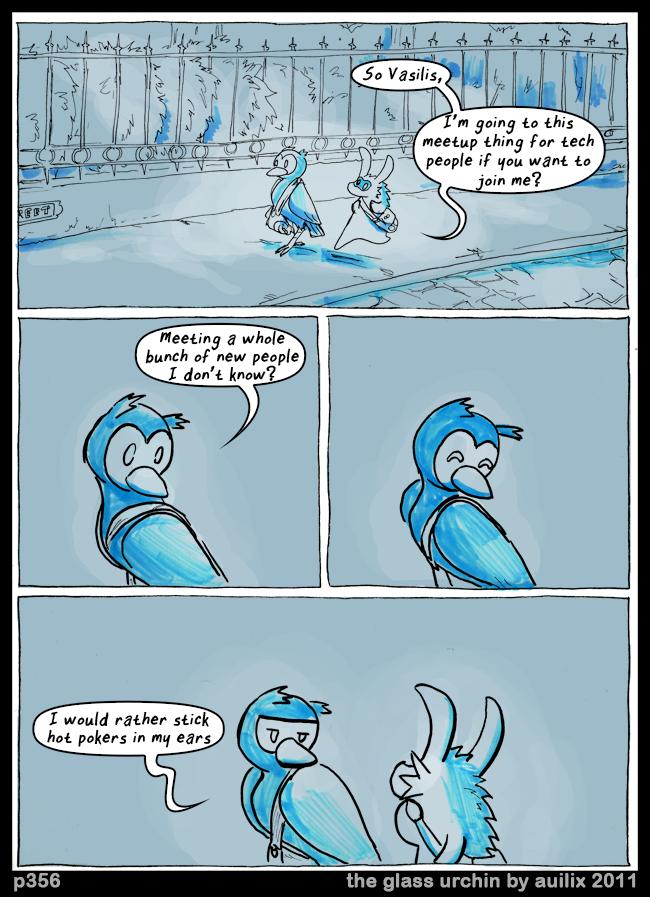 So Vasilis,
I'm going to this
meetup thing for tech
people if you want to
join me?
REET
Meeting a whole
bunch of new people
I don't know?
I would rather stick
hot pokers in my ears
p356
the glass urchin by auilix 2011